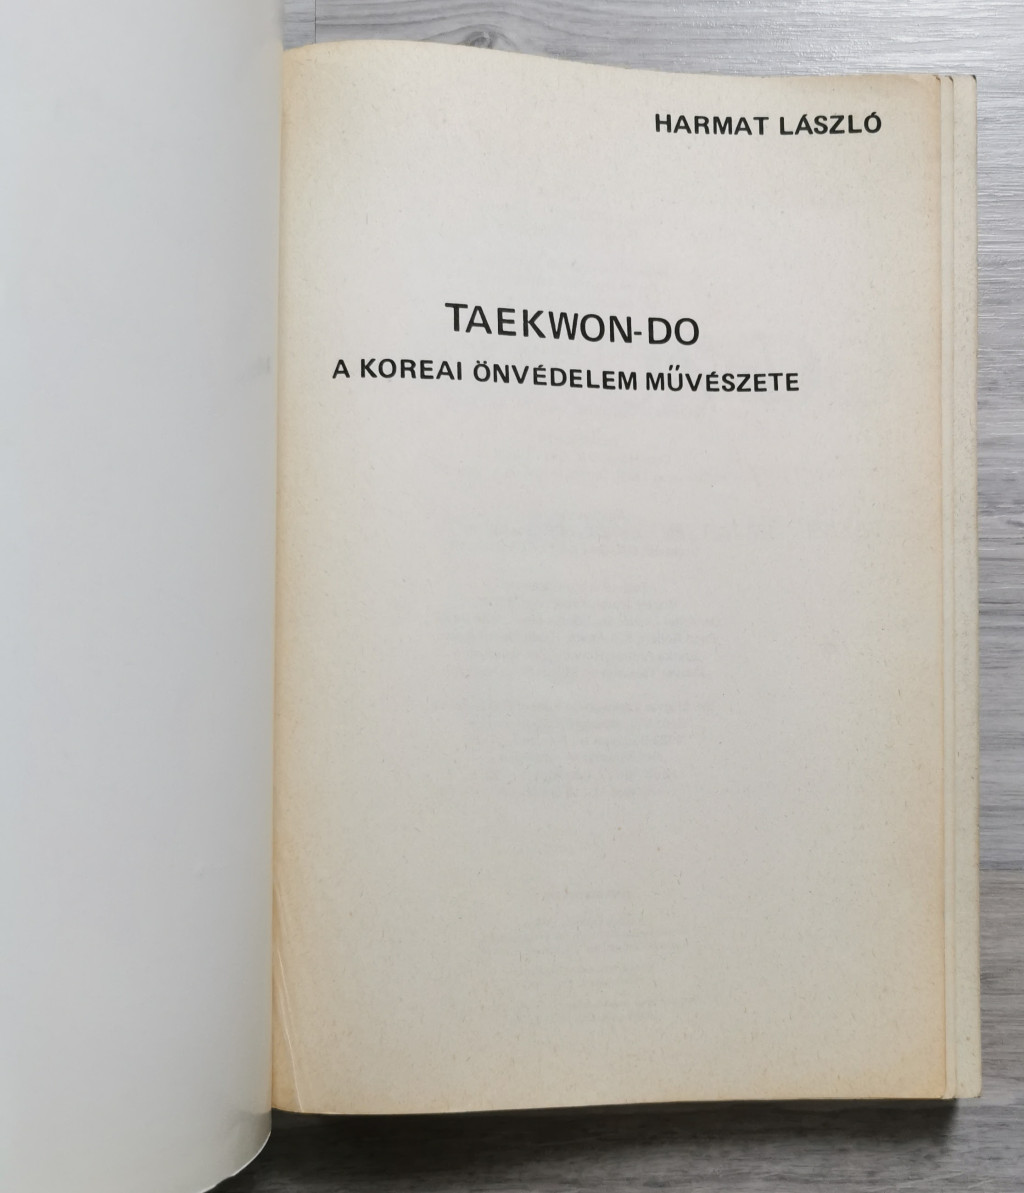 HARMAT LÁSZLÓ
TAEKWON-DO
A KOREAI ÖNVÉDELEM MŰVÉSZETE